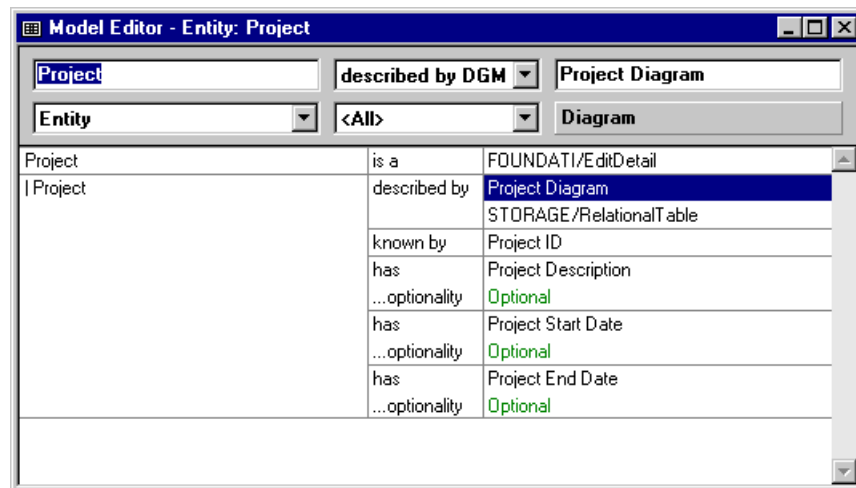 Model Editor - Entity: Project
Project described by DGM Project Diagram
Entity <All> Diagram
Project is a FOUNDATI/EditDetail
| Project described by Project Diagram
STORAGE/RelationalTable
known by Project ID
has Project Description
...optionality Optional
has Project Start Date
...optionality Optional
has Project End Date
...optionality Optional